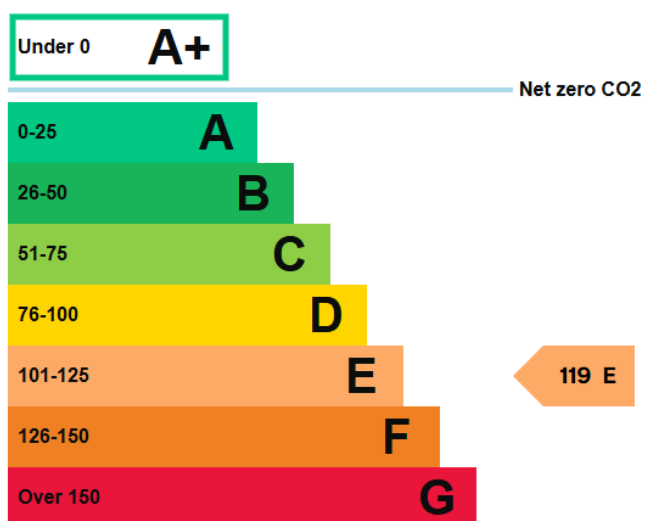 Under 0 A+
Net zero CO2
0-25 A
26-50 B
51-75 C
76-100 D
101-125 E
119 E
126-150 F
Over 150 G